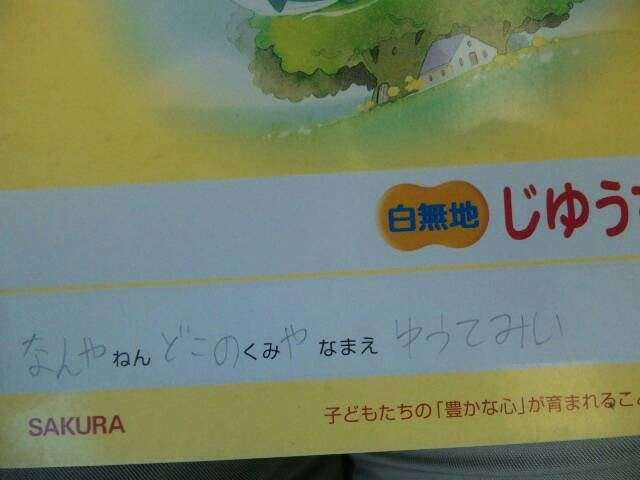 白無地 じゆう
なんや ねん どこの くみ や なまえ ゆうてみい
SAKURA 子どもたちの「豊かな心」が育まれるこ